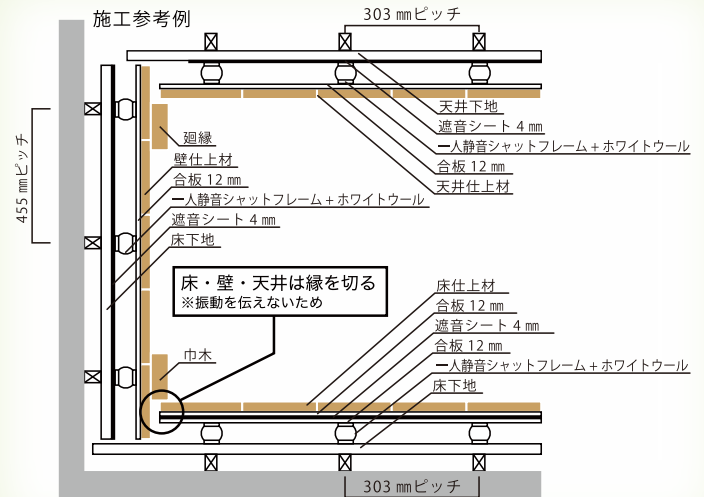 施工参考例
303 ㎜ピッチ
天井下地
遮音シート 4 ㎜
一人静音シャットフレーム + ホワイトウール
合板 12 ㎜
天井仕上材
455 ㎜ピッチ
廻縁
壁仕上材
合板 12 ㎜
一人静音シャットフレーム + ホワイトウール
遮音シート 4 ㎜
床下地
床・壁・天井は縁を切る
※振動を伝えないため
巾木
床仕上材
合板 12 ㎜
遮音シート 4 ㎜
合板 12 ㎜
一人静音シャットフレーム + ホワイトウール
床下地
303 ㎜ピッチ